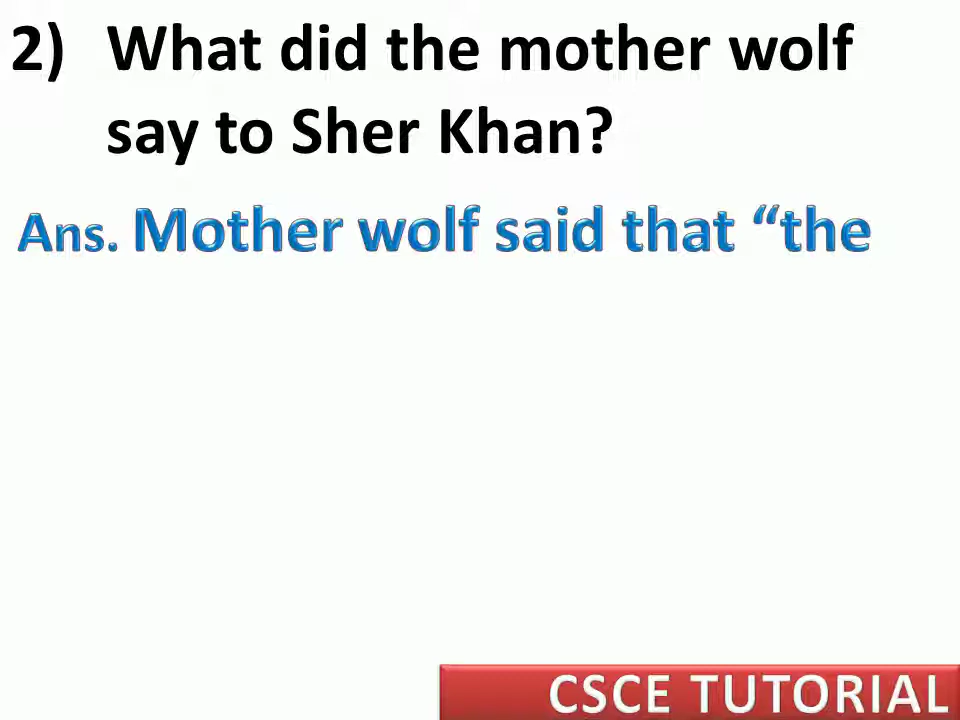 2) What did the mother wolf
say to Sher Khan?
Ans. Mother wolf said that “the
CSCE TUTORIAL